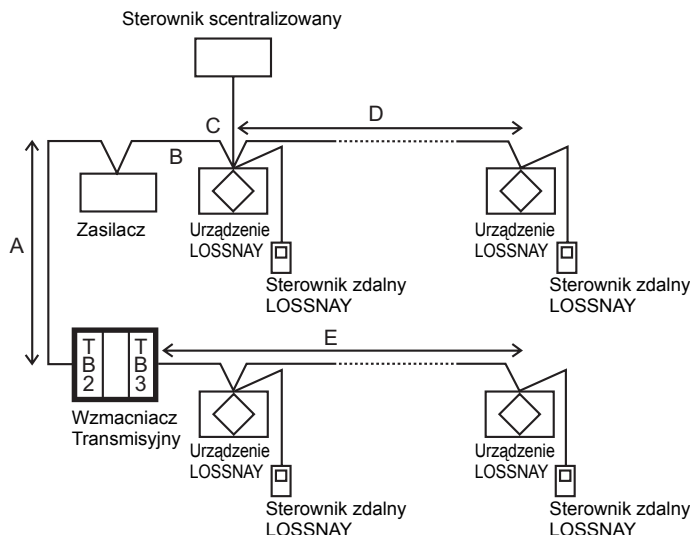 Sterownik scentralizowany
C
D
B
A
Zasilacz
Urządzenie
LOSSNAY
Sterownik zdalny
LOSSNAY
Urządzenie
LOSSNAY
Sterownik zdalny
LOSSNAY
E
TB2
TB3
Wzmacniacz
Transmisyjny
Urządzenie
LOSSNAY
Sterownik zdalny
LOSSNAY
Urządzenie
LOSSNAY
Sterownik zdalny
LOSSNAY